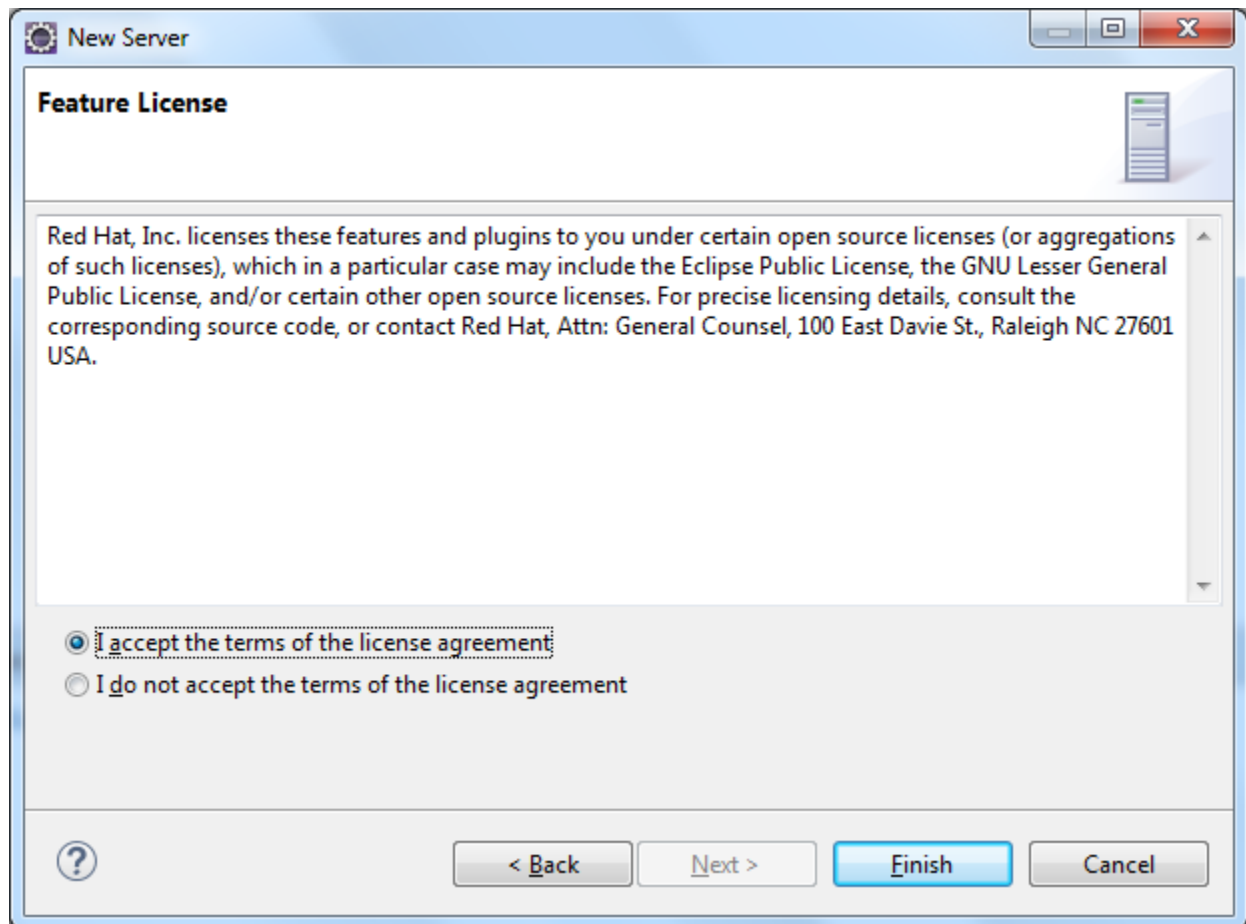 New Server
Feature License
Red Hat, Inc. licenses these features and plugins to you under certain open source licenses (or aggregations
of such licenses), which in a particular case may include the Eclipse Public License, the GNU Lesser General
Public License, and/or certain other open source licenses. For precise licensing details, consult the
corresponding source code, or contact Red Hat, Attn: General Counsel, 100 East Davie St., Raleigh NC 27601
USA.
I accept the terms of the license agreement
I do not accept the terms of the license agreement
? < Back Next > Finish Cancel